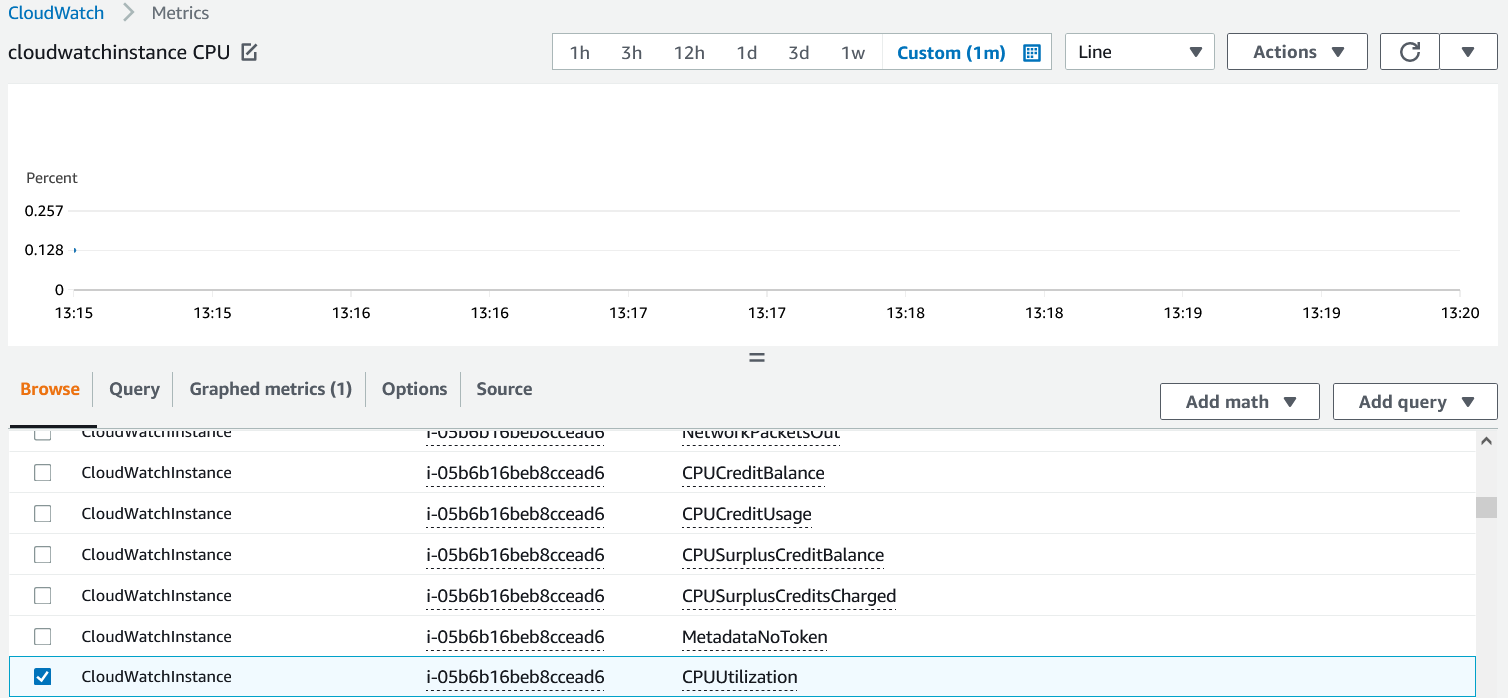 CloudWatch > Metrics
cloudwatchinstance CPU
1h 3h 12h 1d 3d 1w Custom (1m) Line Actions
Percent
0.257
0.128
0
13:15 13:15 13:16 13:16 13:17 13:17 13:18 13:18 13:19 13:19 13:20
Browse Query Graphed metrics (1) Options Source Add math Add query
CloudWatchInstance i-05b6b16beb8ccead6 NetworkPacketsOut
CloudWatchInstance i-05b6b16beb8ccead6 CPUCreditBalance
CloudWatchInstance i-05b6b16beb8ccead6 CPUCreditUsage
CloudWatchInstance i-05b6b16beb8ccead6 CPUSurplusCreditBalance
CloudWatchInstance i-05b6b16beb8ccead6 CPUSurplusCreditsCharged
CloudWatchInstance i-05b6b16beb8ccead6 MetadataNoToken
CloudWatchInstance i-05b6b16beb8ccead6 CPUUtilization